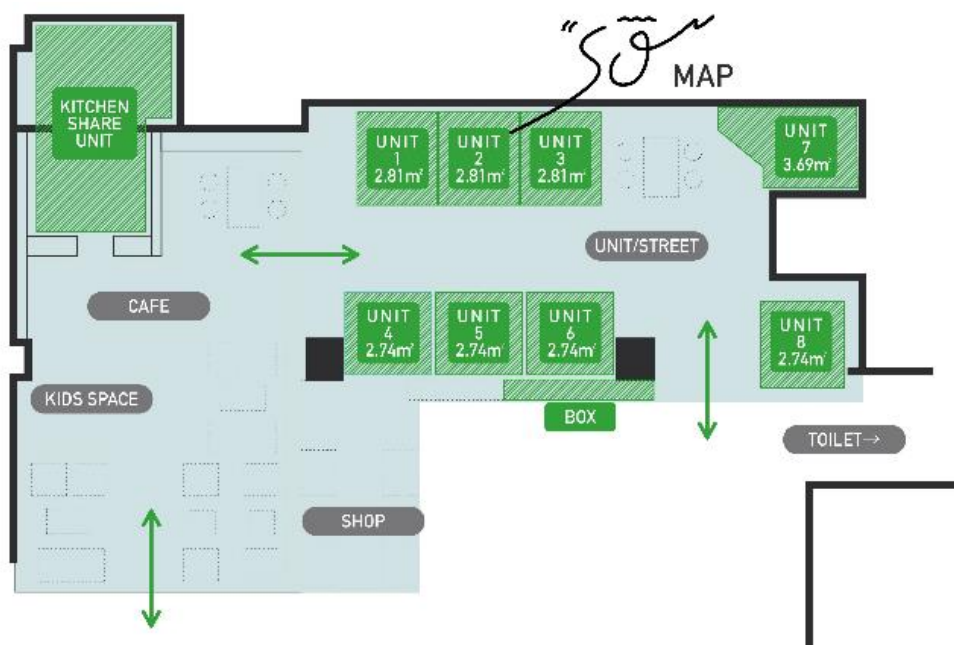 MAP
KITCHEN
SHARE
UNIT
UNIT
1
2.81㎡
UNIT
2
2.81㎡
UNIT
3
2.81㎡
UNIT
7
3.69㎡
UNIT/STREET
CAFE
UNIT
4
2.74㎡
UNIT
5
2.74㎡
UNIT
6
2.74㎡
UNIT
8
2.74㎡
KIDS SPACE
BOX
TOILET→
SHOP